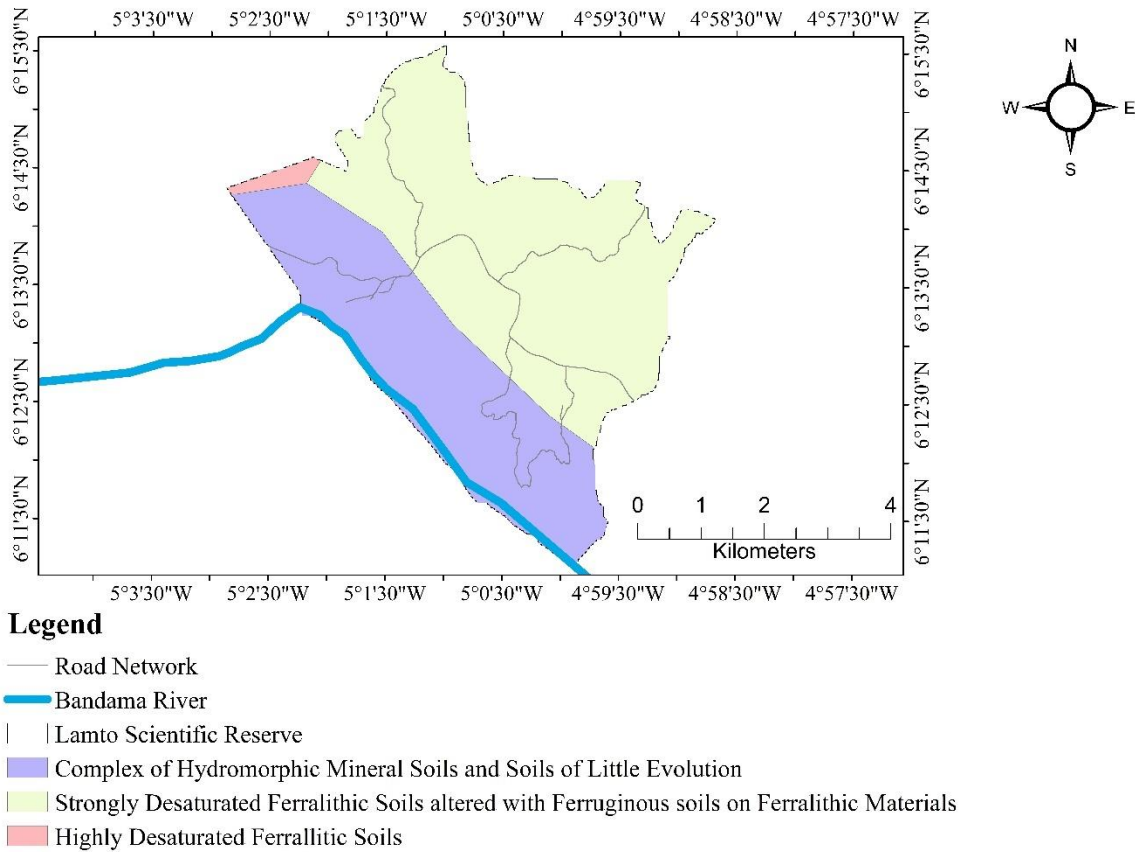 5°3'30"W 5°2'30"W 5°1'30"W 5°0'30"W 4°59'30"W 4°58'30"W 4°57'30"W
6°15'30"N 6°15'30"N
6°14'30"N 6°14'30"N
6°13'30"N 6°13'30"N
6°12'30"N 6°12'30"N
6°11'30"N 6°11'30"N
N
W E
S
0 1 2 4
Kilometers
5°3'30"W 5°2'30"W 5°1'30"W 5°0'30"W 4°59'30"W 4°58'30"W 4°57'30"W
Legend
Road Network
Bandama River
Lamto Scientific Reserve
Complex of Hydromorphic Mineral Soils and Soils of Little Evolution
Strongly Desaturated Ferralithic Soils altered with Ferruginous soils on Ferralithic Materials
Highly Desaturated Ferrallitic Soils